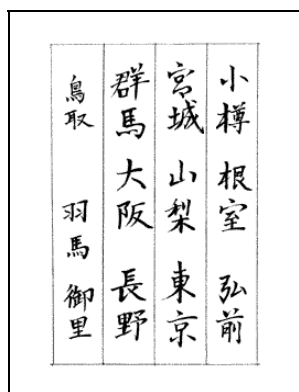 小樽 根室 弘前
宮城 山梨 東京
群馬 大阪 長野
鳥取 羽馬 御里